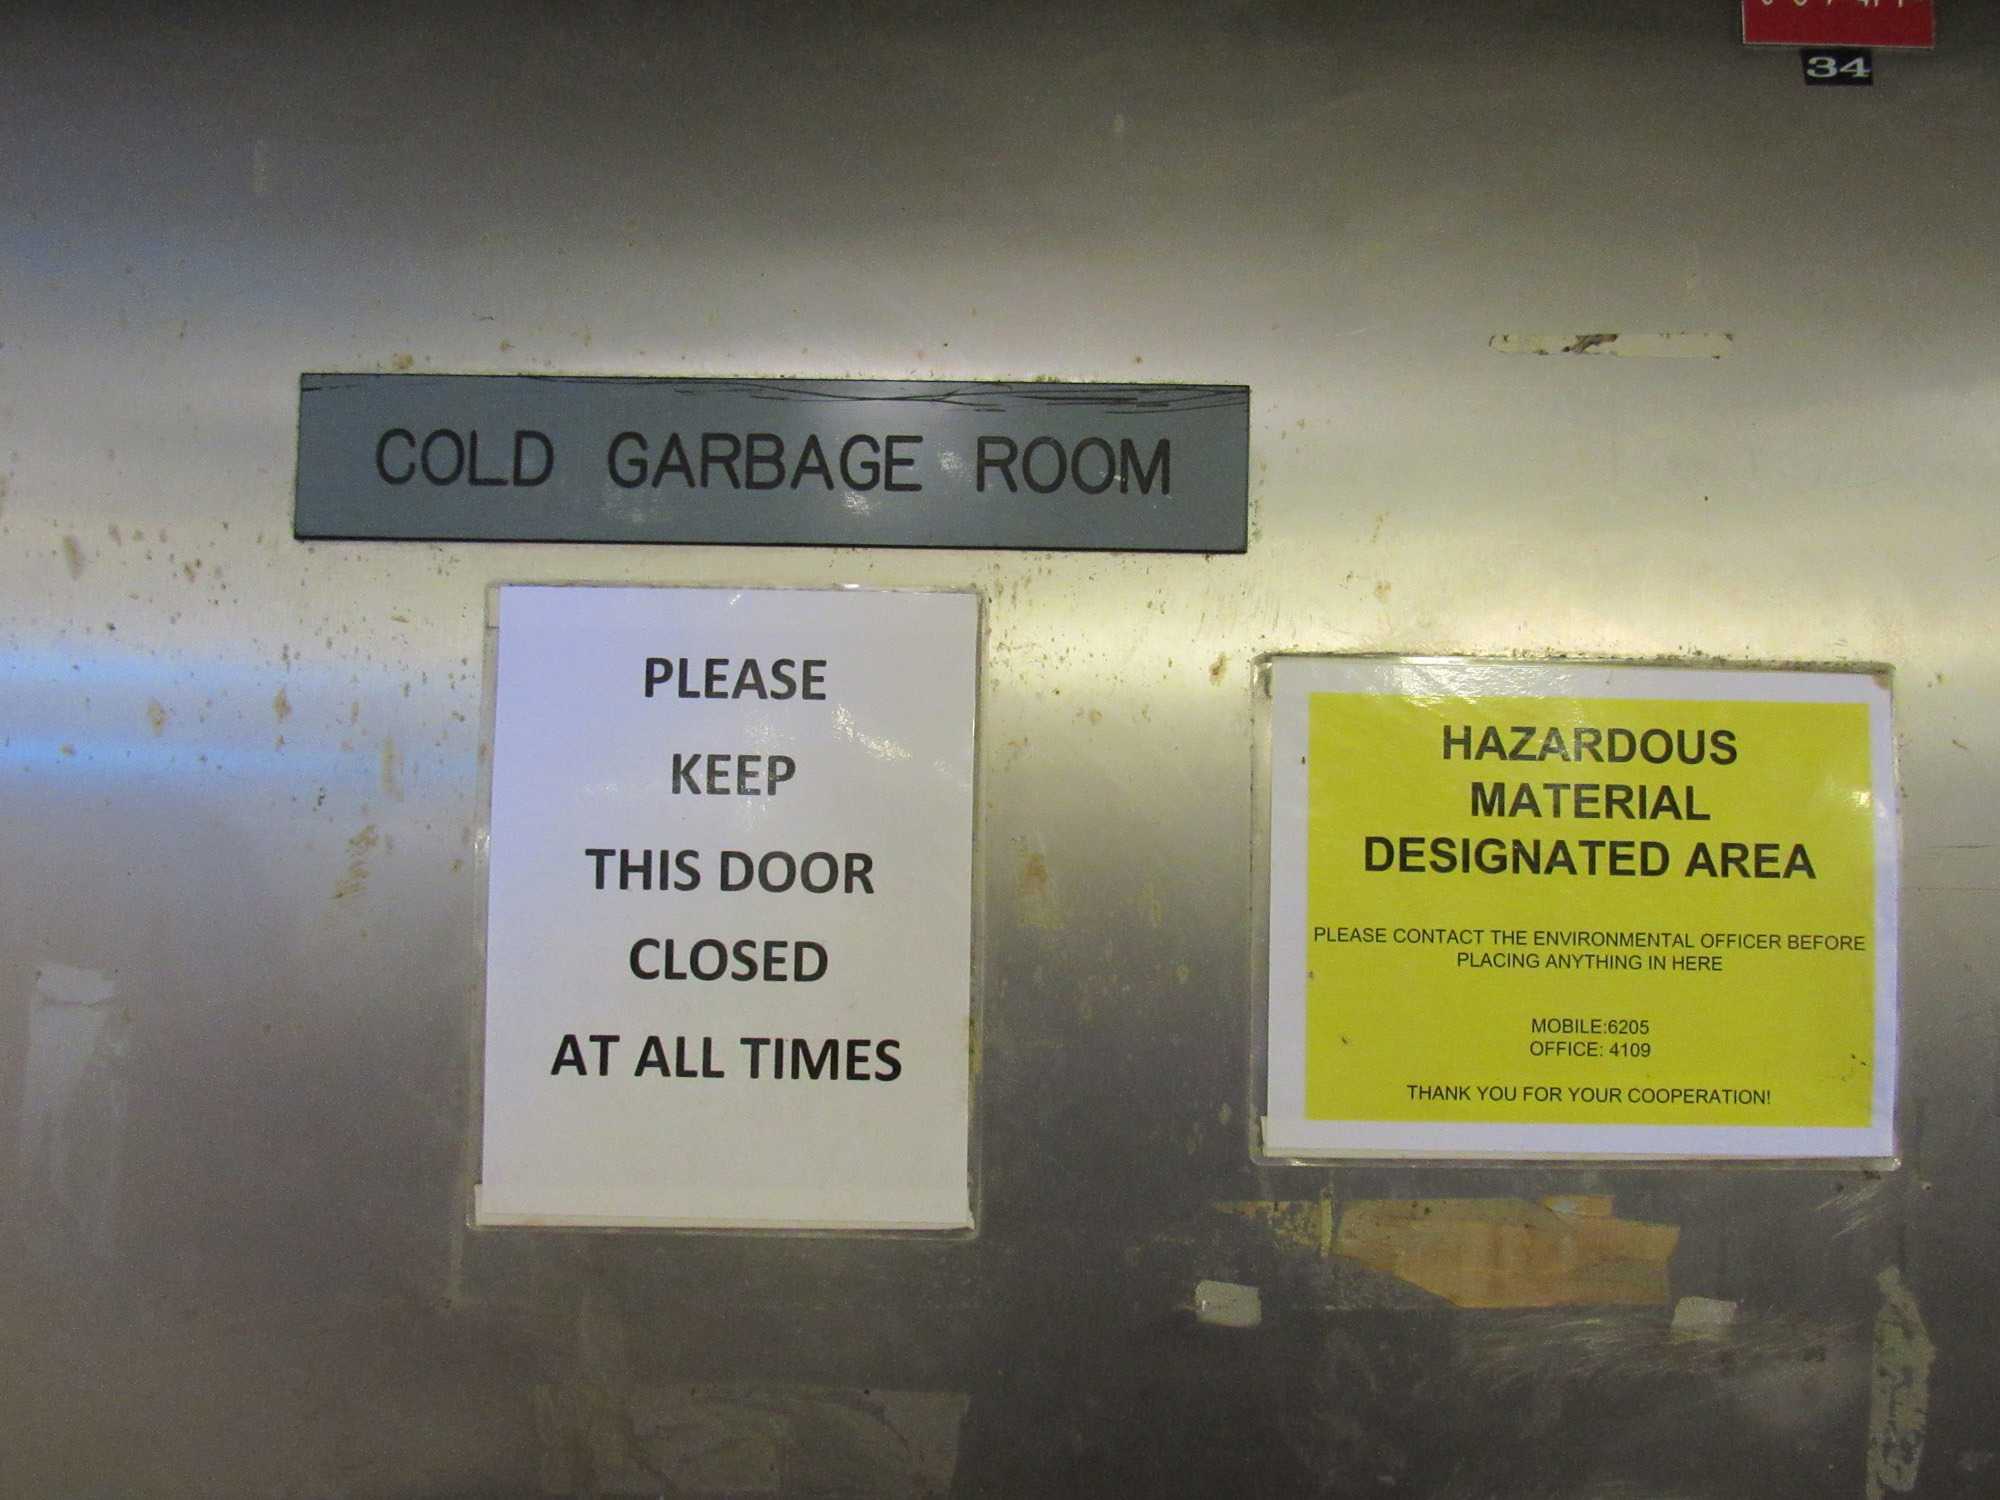 34
COLD GARBAGE ROOM
PLEASE
KEEP
THIS DOOR
CLOSED
AT ALL TIMES
HAZARDOUS
MATERIAL
DESIGNATED AREA
PLEASE CONTACT THE ENVIRONMENTAL OFFICER BEFORE
PLACING ANYTHING IN HERE
MOBILE:6205
OFFICE: 4109
THANK YOU FOR YOUR COOPERATION!